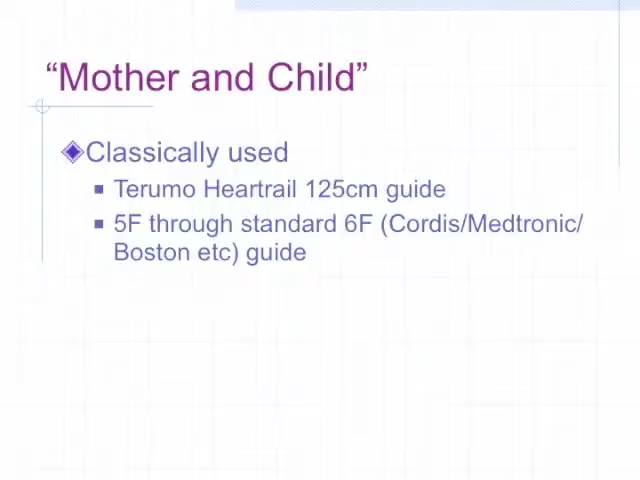 “Mother and Child”
Classically used
Terumo Heartrail 125cm guide
5F through standard 6F (Cordis/Medtronic/
Boston etc) guide